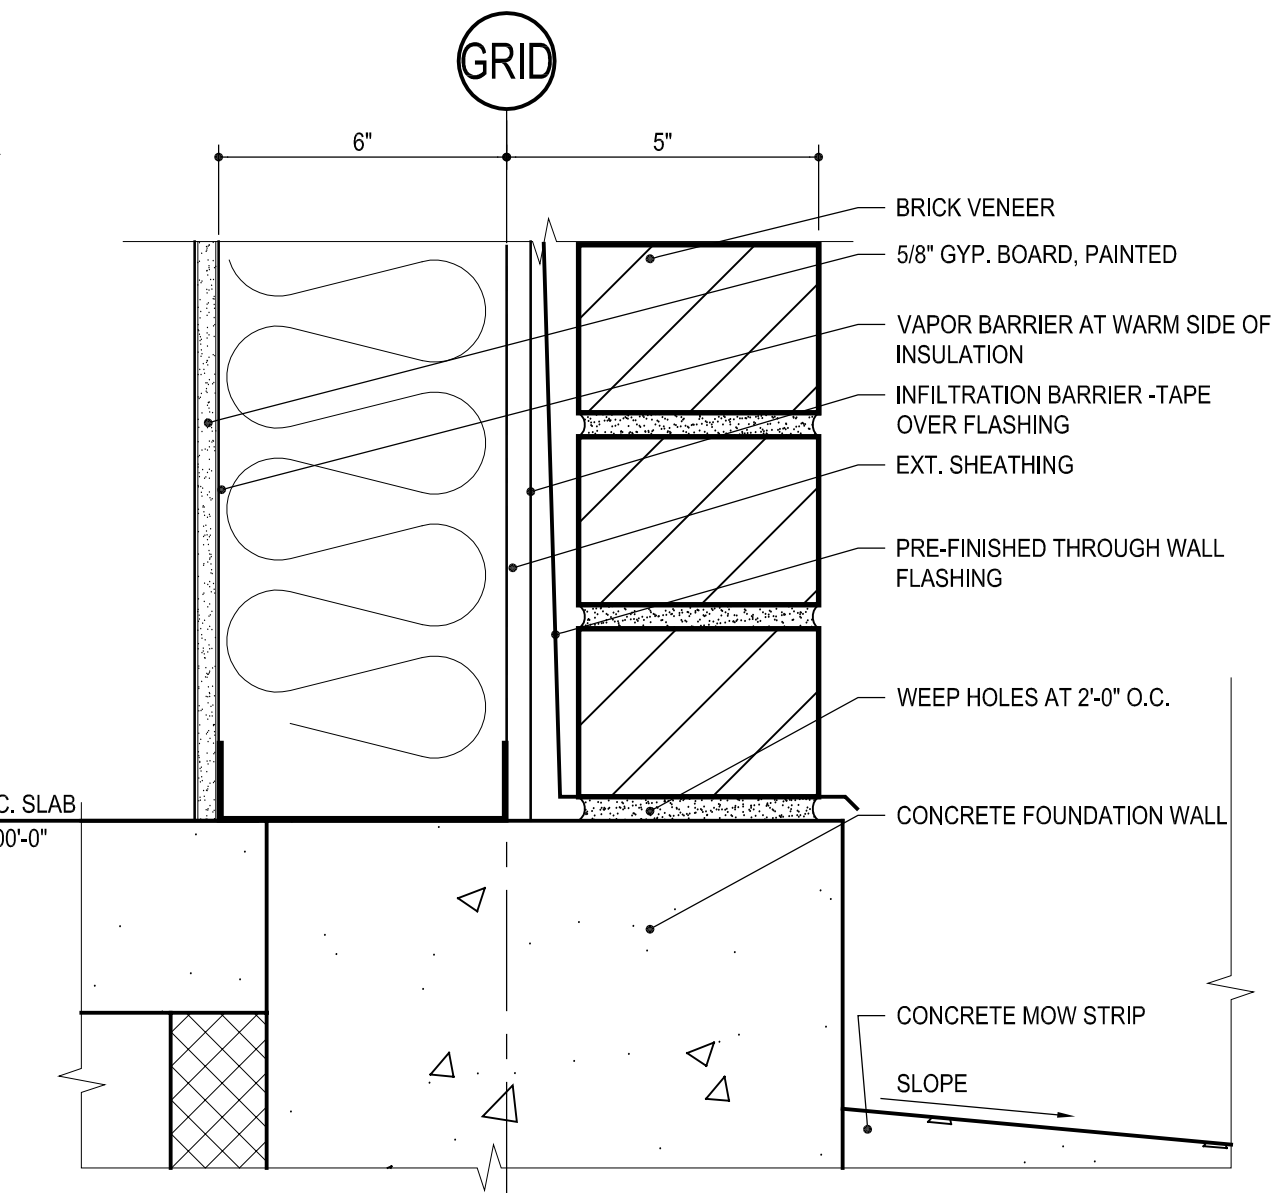 GRID
6"
5"
BRICK VENEER
5/8" GYP. BOARD, PAINTED
VAPOR BARRIER AT WARM SIDE OF
INSULATION
INFILTRATION BARRIER -TAPE
OVER FLASHING
EXT. SHEATHING
PRE-FINISHED THROUGH WALL
FLASHING
WEEP HOLES AT 2'-0" O.C.
C. SLAB
00'-0"
CONCRETE FOUNDATION WALL
CONCRETE MOW STRIP
SLOPE